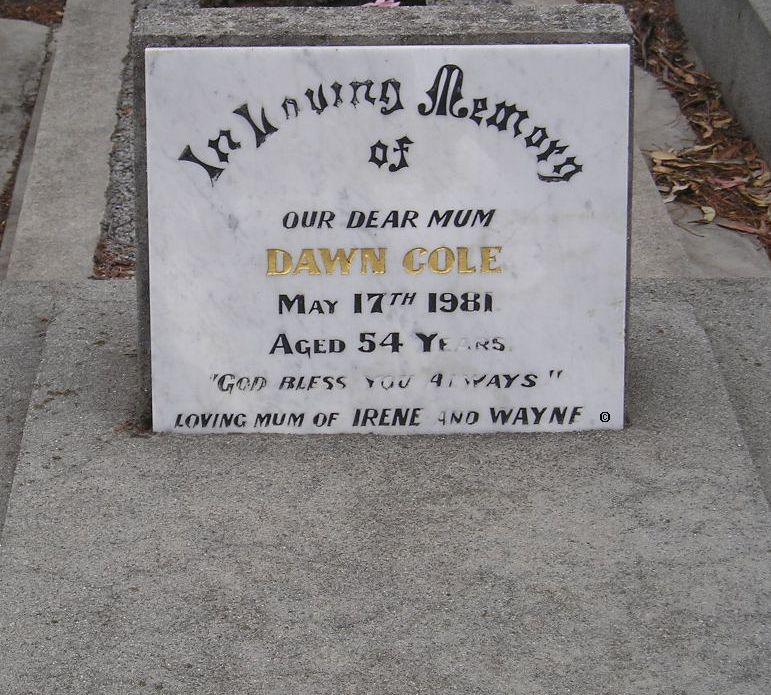 In Loving Memory
of
OUR DEAR MUM
DAWN COLE
MAY 17TH 1981
AGED 54 YEARS
"GOD BLESS YOU ALWAYS"
LOVING MUM OF IRENE AND WAYNE ©